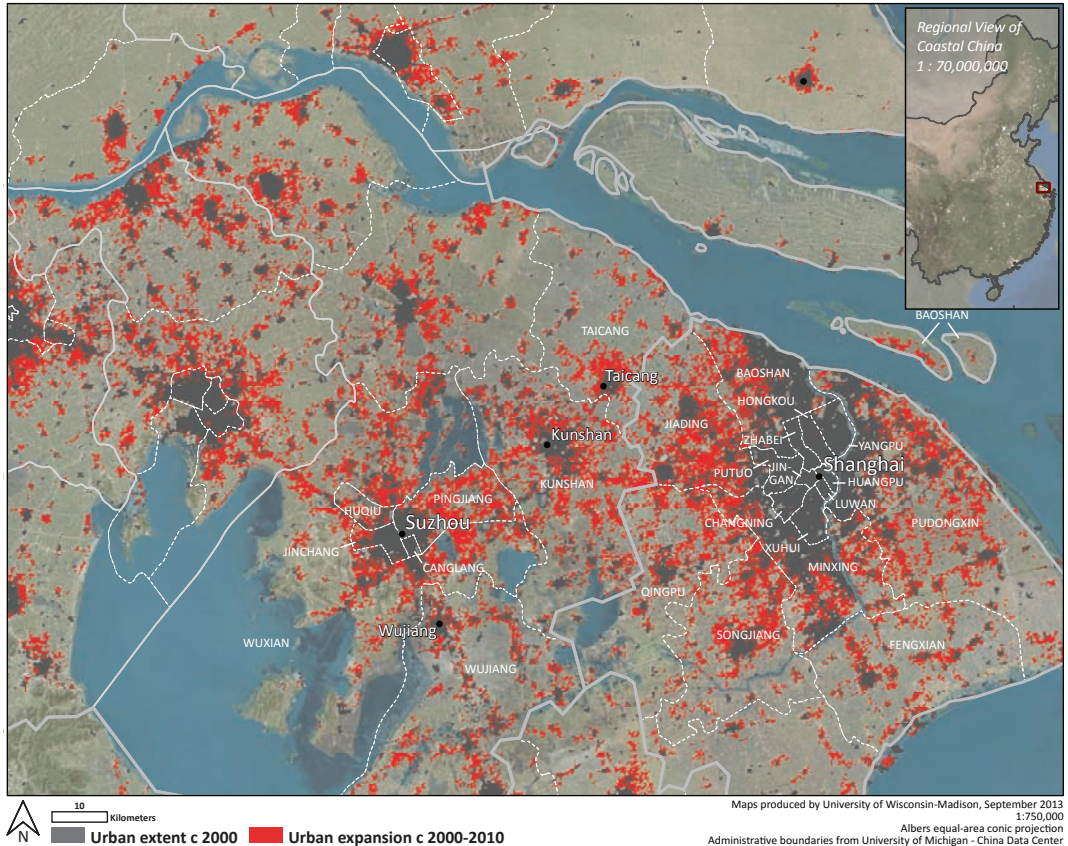 Regional View of
Coastal China
1 : 70,000,000
BAOSHAN
TAICANG
Taicang
BAOSHAN
HONGKOU
JIADING
Kunshan
ZHABEI
YANGPU
PUTUO
JIN-
GAN
Shanghai
HUANGPU
KUNSHAN
PINGJIANG
LUWAN
HUQIU
Suzhou
CHANGNING
PUDONGXIN
JINCHANG
XUHUI
CANGLANG
MINXING
QINGPU
Wujiang
SONGJIANG
WUXIAN
FENGXIAN
WUJIANG
N
10
Kilometers
Urban extent c 2000
Urban expansion c 2000-2010
Maps produced by University of Wisconsin-Madison, September 2013
1:750,000
Albers equal-area conic projection
Administrative boundaries from University of Michigan - China Data Center